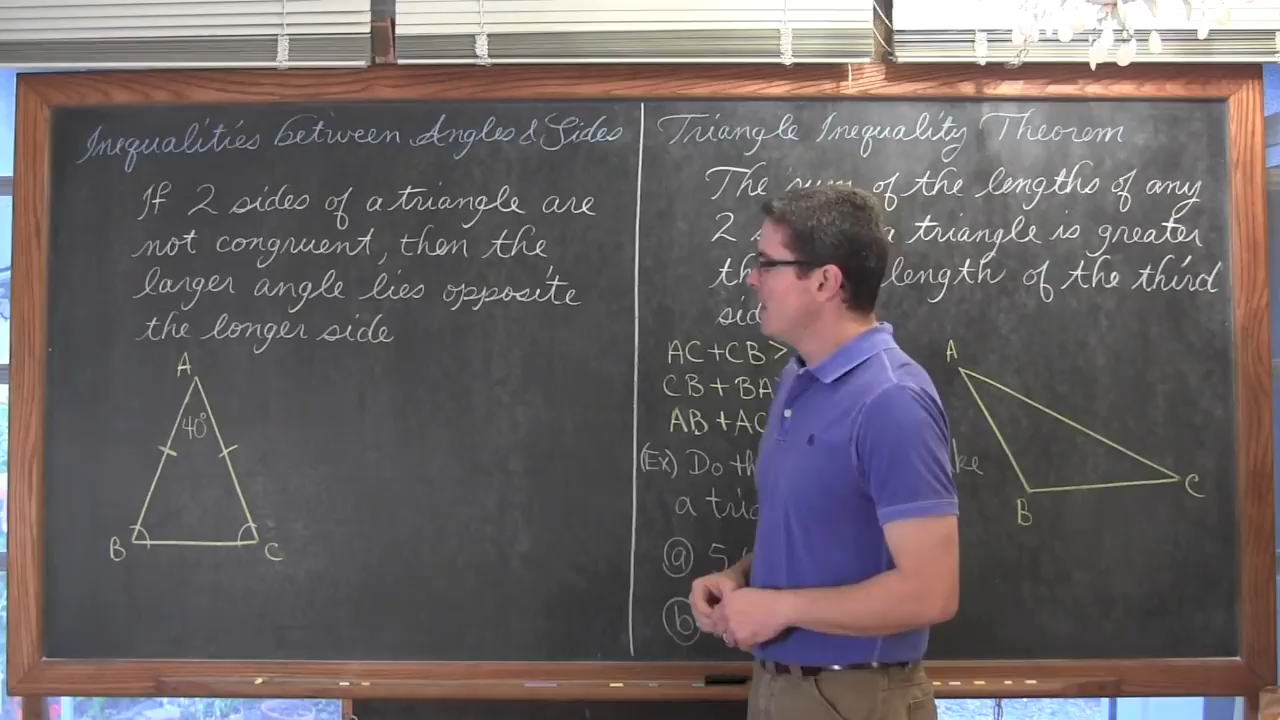 Inequalities between Angles & Sides
If 2 sides of a triangle are
not congruent, then the
larger angle lies opposite
the longer side
A
40°
B
C
Triangle Inequality Theorem
The of the lengths of any
2 a triangle is greater
length of the third
AC+CB>
CB+BA>
AB+AC
(Ex) Do
a
(a) 5
(b)
A
B
C